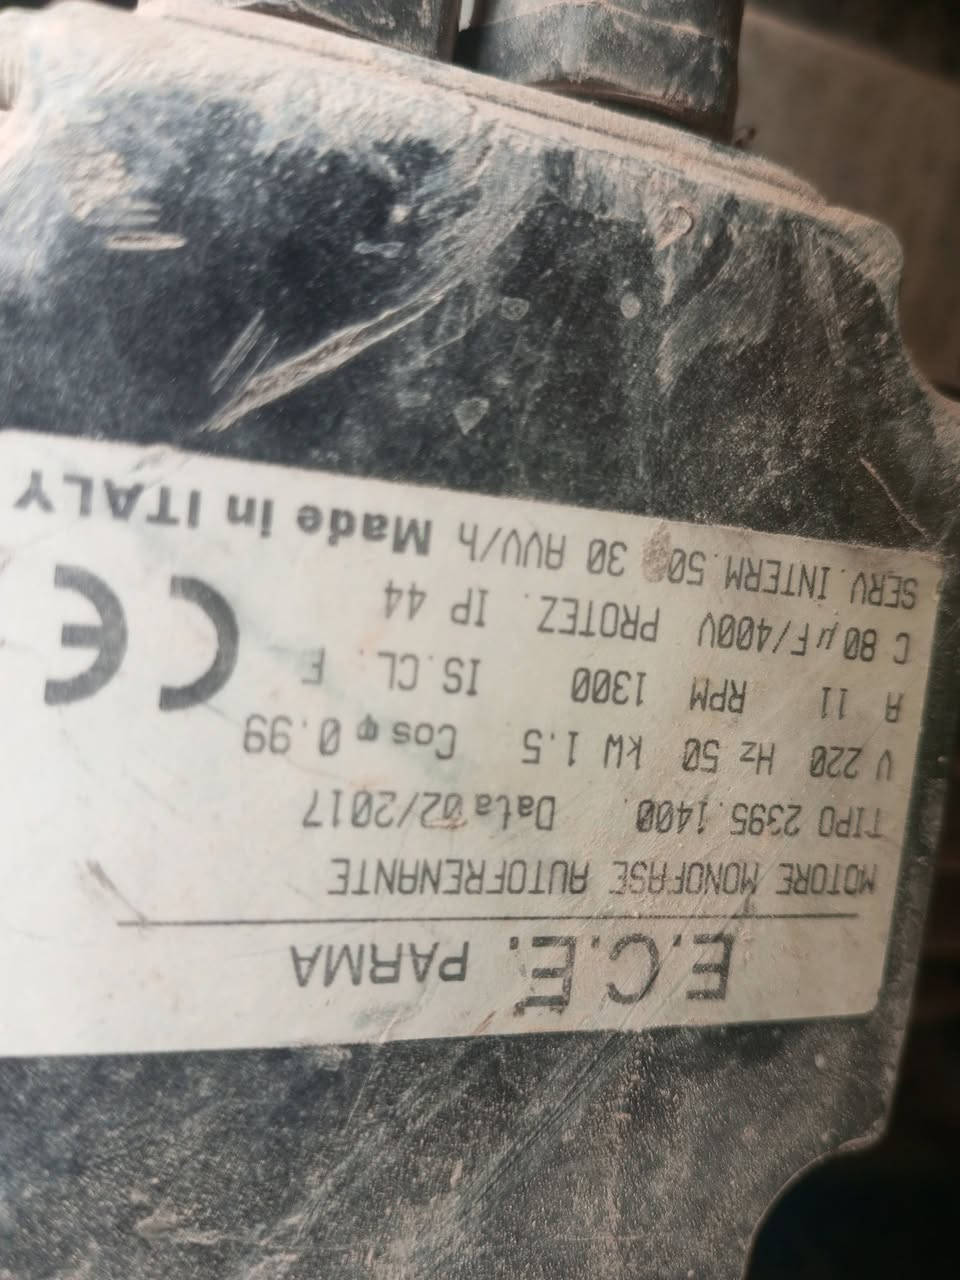 E.C.E. PARMA
MOTORE MONOFASE AUTOFRENANTE
TIPO 2395.1400. Data 02/2017
V 220 Hz 50 kW 1.5 Cos φ 0.99
A 11 RPM 1300 IS.CL. F
C 80 µF/400V PROTEZ. IP 44
SERV.INTERM.50 30 AVV/h Made in ITALY
CE